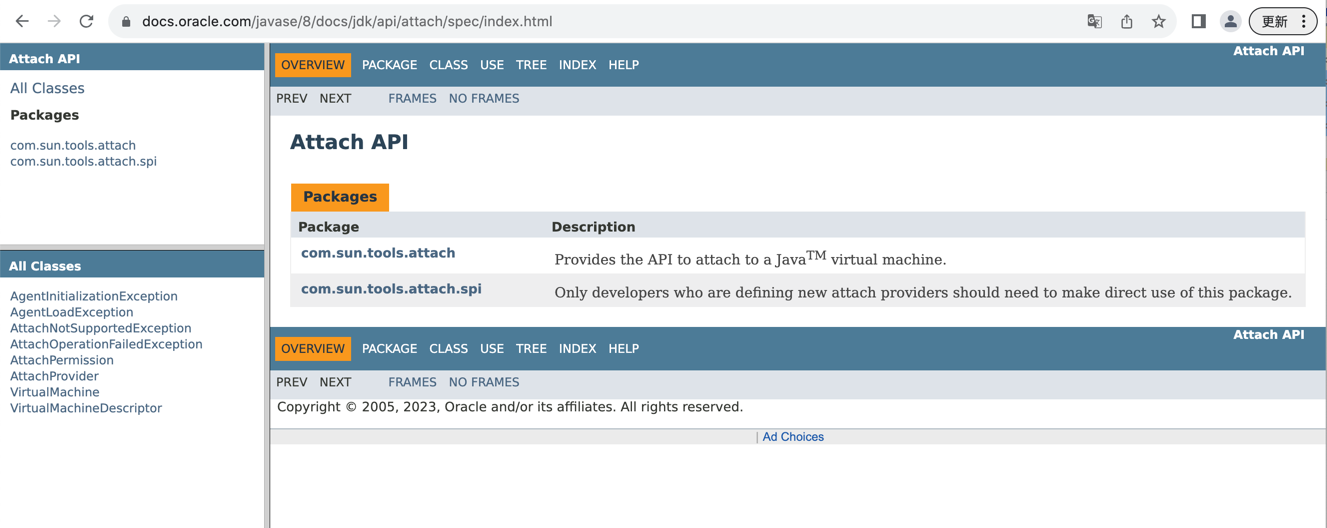 docs.oracle.com/javase/8/docs/jdk/api/attach/spec/index.html
更新
Attach API
All Classes
Packages
com.sun.tools.attach
com.sun.tools.attach.spi
All Classes
AgentInitializationException
AgentLoadException
AttachNotSupportedException
AttachOperationFailedException
AttachPermission
AttachProvider
VirtualMachine
VirtualMachineDescriptor
Attach API
OVERVIEW PACKAGE CLASS USE TREE INDEX HELP
PREV NEXT FRAMES NO FRAMES
Attach API
Packages
Package Description
com.sun.tools.attach Provides the API to attach to a Java™ virtual machine.
com.sun.tools.attach.spi Only developers who are defining new attach providers should need to make direct use of this package.
Attach API
OVERVIEW PACKAGE CLASS USE TREE INDEX HELP
PREV NEXT FRAMES NO FRAMES
Copyright © 2005, 2023, Oracle and/or its affiliates. All rights reserved.
| Ad Choices